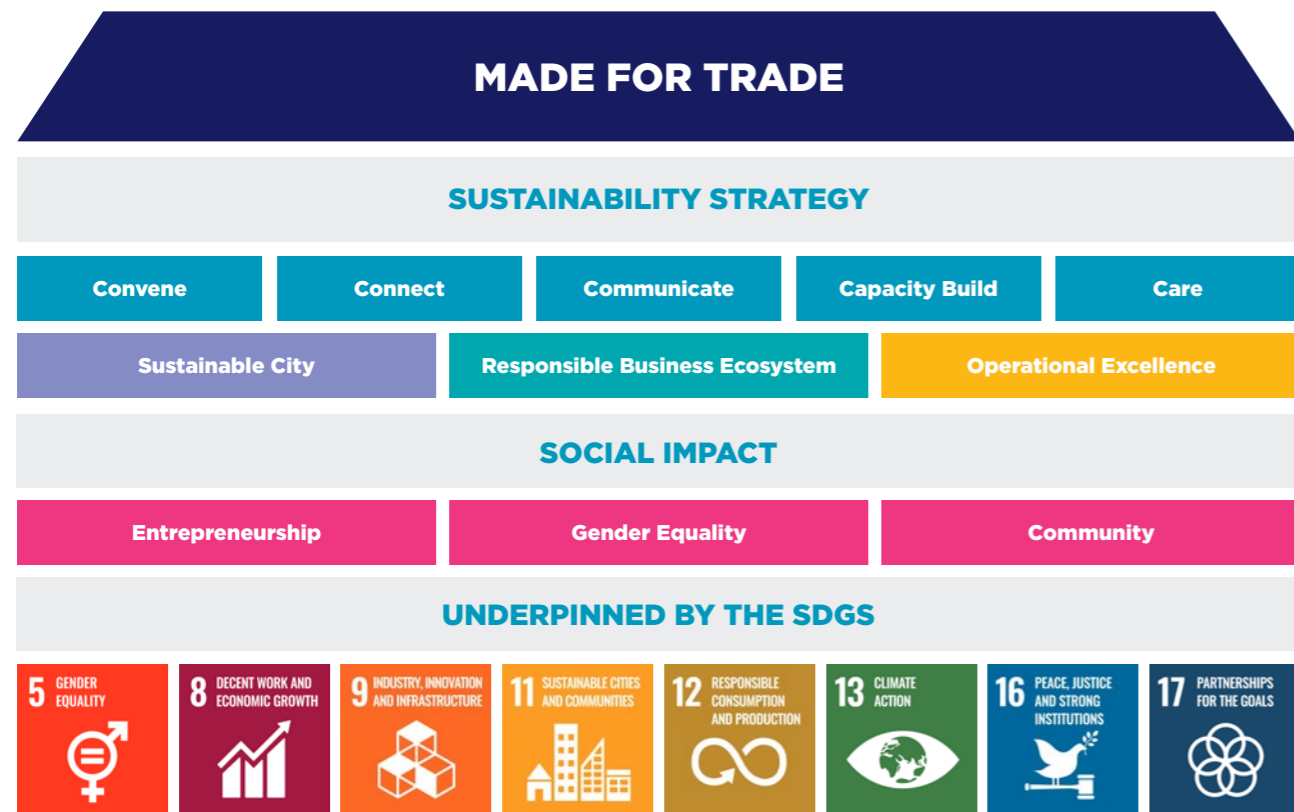 MADE FOR TRADE
SUSTAINABILITY STRATEGY
Convene
Connect
Communicate
Capacity Build
Care
Sustainable City
Responsible Business Ecosystem
Operational Excellence
SOCIAL IMPACT
Entrepreneurship
Gender Equality
Community
UNDERPINNED BY THE SDGS
5 GENDER
EQUALITY
8 DECENT WORK AND
ECONOMIC GROWTH
9 INDUSTRY, INNOVATION
AND INFRASTRUCTURE
11 SUSTAINABLE CITIES
AND COMMUNITIES
12 RESPONSIBLE
CONSUMPTION
AND PRODUCTION
13 CLIMATE
ACTION
16 PEACE, JUSTICE
AND STRONG
INSTITUTIONS
17 PARTNERSHIPS
FOR THE GOALS